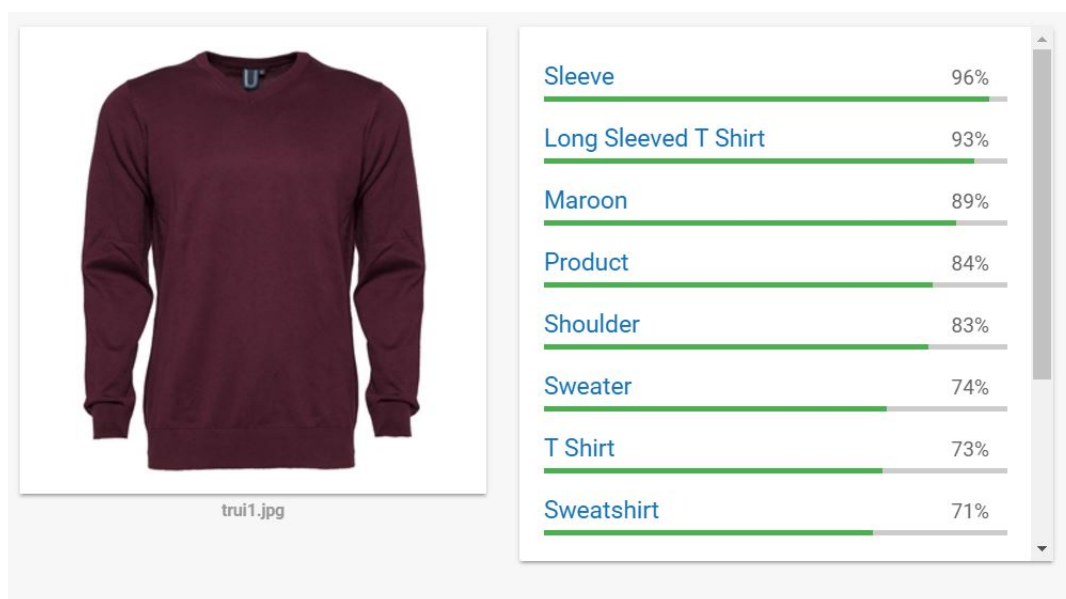 U
Sleeve 96%
Long Sleeved T Shirt 93%
Maroon 89%
Product 84%
Shoulder 83%
Sweater 74%
T Shirt 73%
Sweatshirt 71%
trui1.jpg